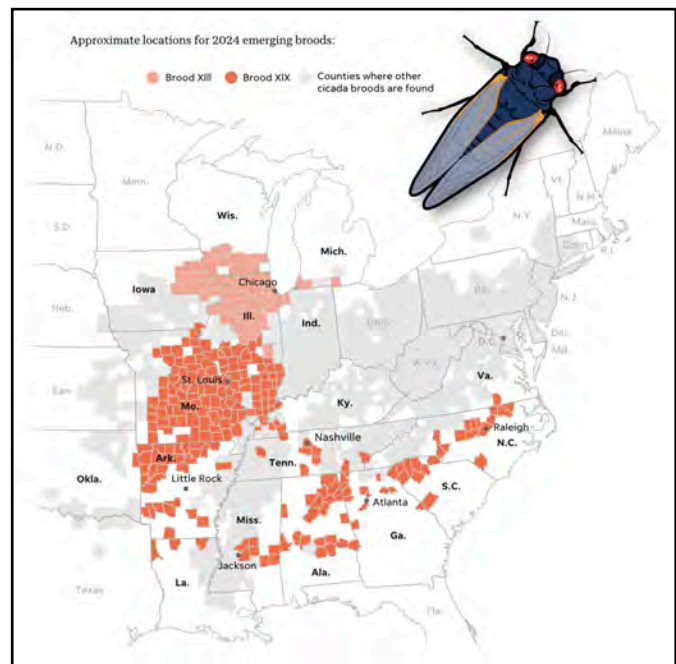 Approximate locations for 2024 emerging broods:
Brood XIII
Brood XIX
Counties where other
cicada broods are found
Maine
N.D.
Minn.
Vt.
N.H.
Wis.
S.D.
N.Y.
Mass.
Mich.
Conn.
R.I.
Iowa
Chicago
Neb.
Pa.
N.J.
Ill.
Ind.
Ohio
D.C.
Del.
Md.
W.V.
St. Louis
Kan.
Va.
Mo.
Ky.
Raleigh
Nashville
N.C.
Ark.
Tenn.
Okla.
Little Rock
S.C.
Atlanta
Miss.
Ga.
Jackson
Texas
La.
Ala.
Fla.